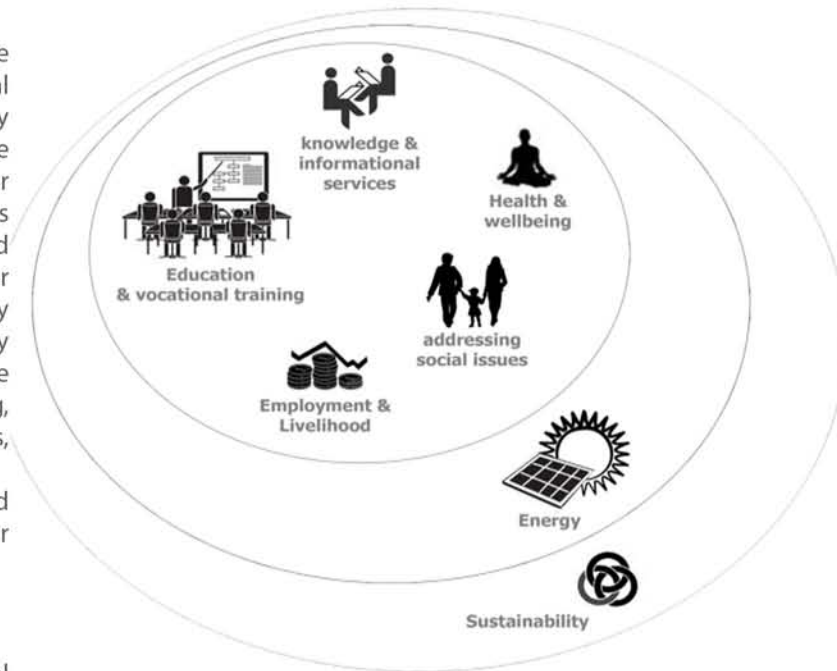 knowledge &
informational
services
Health &
wellbeing
Education
& vocational training
addressing
social issues
Employment &
Livelihood
Energy
Sustainability